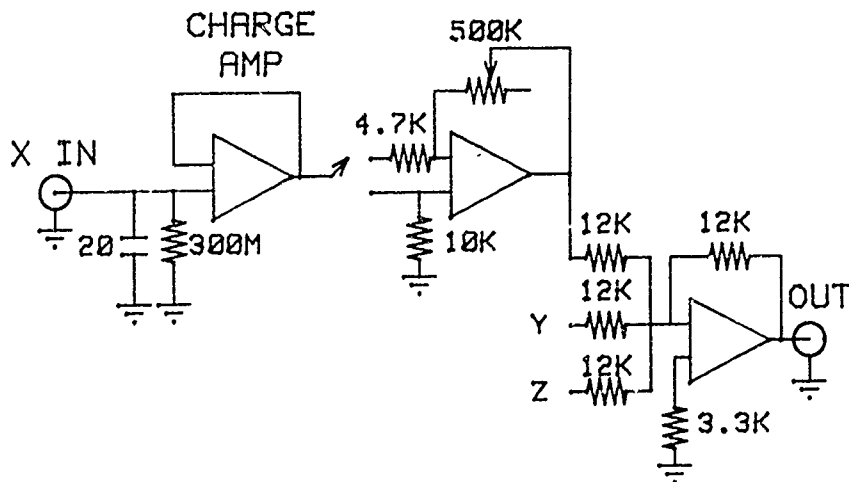 CHARGE
AMP
500K
4.7K
X IN
20
300M
10K
12K
12K
12K
OUT
Y
12K
Z
3.3K